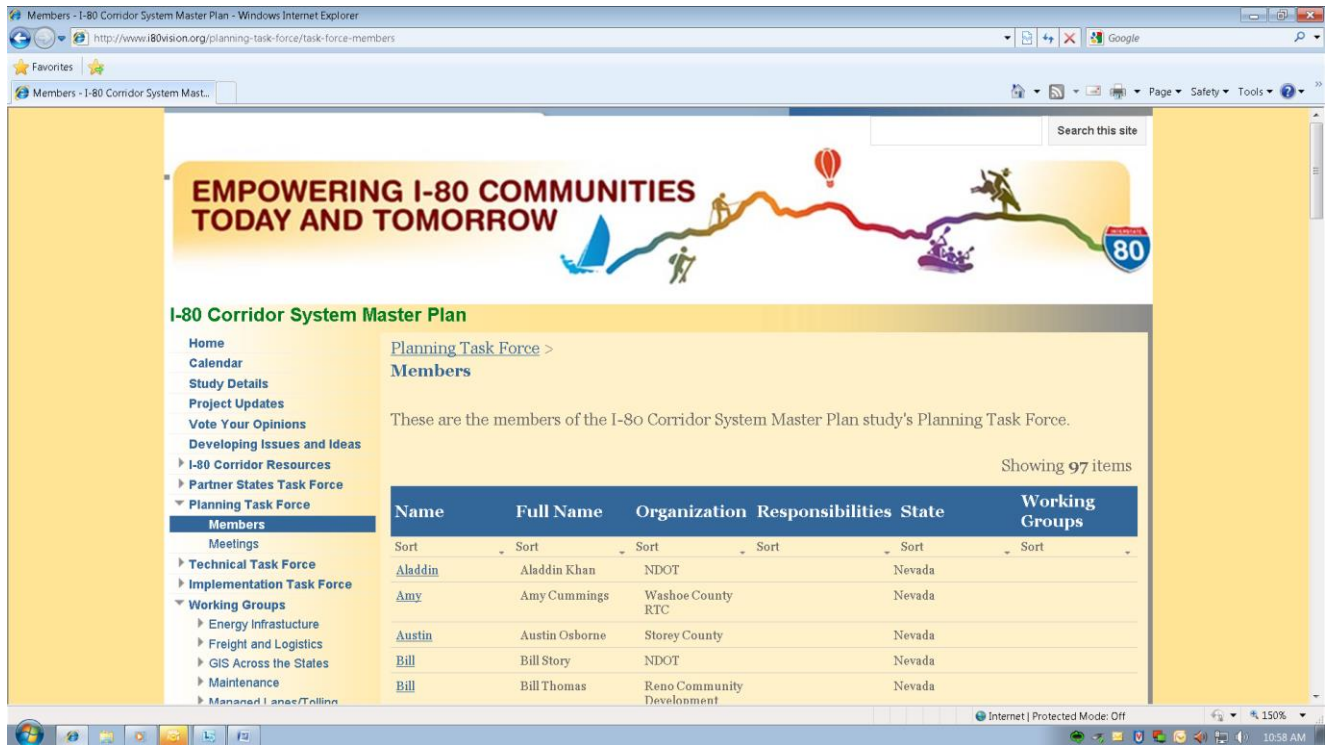 Members - I-80 Corridor System Master Plan - Windows Internet Explorer
http://www.i80vision.org/planning-task-force/task-force-members
Google
Favorites
Members - I-80 Corridor System Mast...
Page Safety Tools
Search this site
EMPOWERING I-80 COMMUNITIES
TODAY AND TOMORROW
INTERSTATE
80
I-80 Corridor System Master Plan
Home
Calendar
Study Details
Project Updates
Vote Your Opinions
Developing Issues and Ideas
I-80 Corridor Resources
Partner States Task Force
Planning Task Force
Members
Meetings
Technical Task Force
Implementation Task Force
Working Groups
Energy Infrastucture
Freight and Logistics
GIS Across the States
Maintenance
Managed Lanes/Tolling
Planning Task Force >
Members
These are the members of the I-80 Corridor System Master Plan study's Planning Task Force.
Showing 97 items
Name Full Name Organization Responsibilities State Working Groups
Sort Sort Sort Sort Sort Sort
Aladdin Aladdin Khan NDOT Nevada
Amy Amy Cummings Washoe County RTC Nevada
Austin Austin Osborne Storey County Nevada
Bill Bill Story NDOT Nevada
Bill Bill Thomas Reno Community Development Nevada
Internet | Protected Mode: Off
150%
10:58 AM